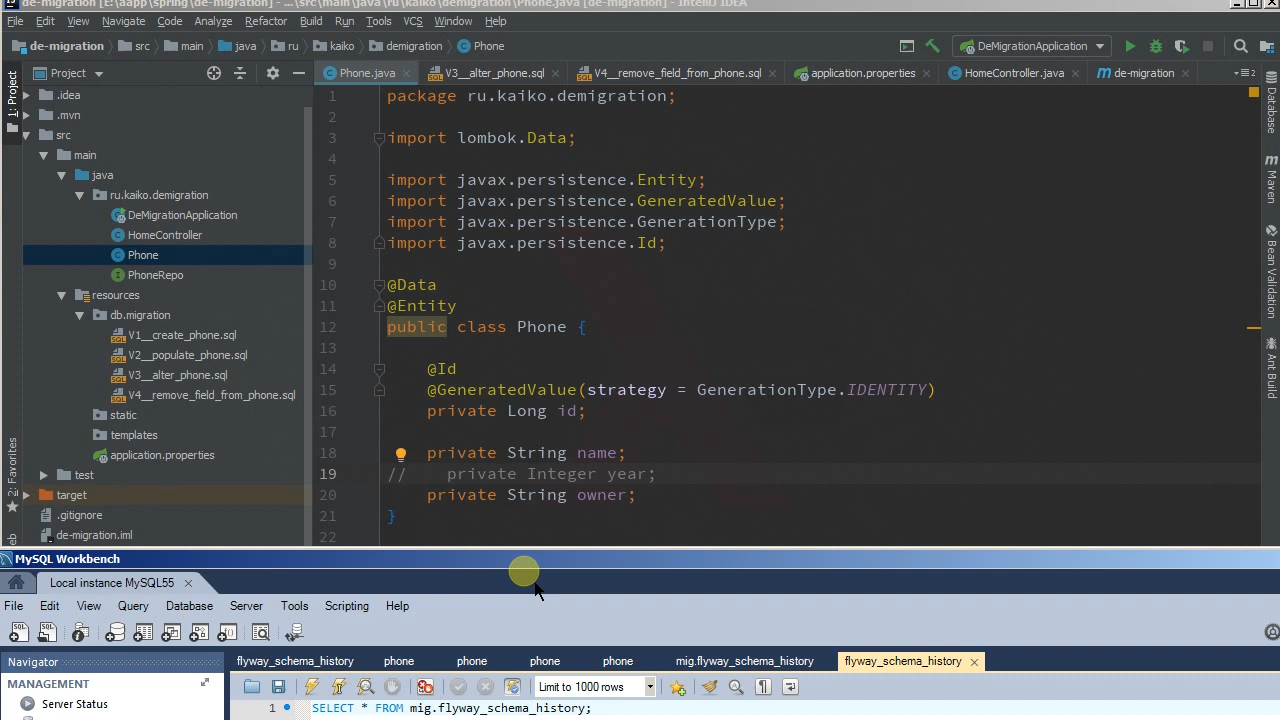 de-migration [E:\aapp\spring\de-migration] - ...\src\main\java\ru\kaiko\demigration\Phone.java [de-migration] - IntelliJ IDEA
File Edit View Navigate Code Analyze Refactor Build Run Tools VCS Window Help
de-migration src main java ru kaiko demigration Phone DeMigrationApplication
1: Project
Project
Phone.java V3__alter_phone.sql V4__remove_field_from_phone.sql application.properties HomeController.java de-migration
.idea
.mvn
src
main
java
ru.kaiko.demigration
DeMigrationApplication
HomeController
Phone
PhoneRepo
resources
db.migration
V1__create_phone.sql
V2__populate_phone.sql
V3__alter_phone.sql
V4__remove_field_from_phone.sql
static
templates
application.properties
test
target
.gitignore
de-migration.iml
2: Favorites
eb
1 package ru.kaiko.demigration;
2
3 import lombok.Data;
4
5 import javax.persistence.Entity;
6 import javax.persistence.GeneratedValue;
7 import javax.persistence.GenerationType;
8 import javax.persistence.Id;
9
10 @Data
11 @Entity
12 public class Phone {
13
14 @Id
15 @GeneratedValue(strategy = GenerationType.IDENTITY)
16 private Long id;
17
18 private String name;
19 // private Integer year;
20 private String owner;
21 }
22
Database
Maven
Bean Validation
Ant Build
MySQL Workbench
Local instance MySQL55
File Edit View Query Database Server Tools Scripting Help
Navigator
MANAGEMENT
Server Status
flyway_schema_history phone phone phone phone mig.flyway_schema_history flyway_schema_history
Limit to 1000 rows
1 SELECT * FROM mig.flyway_schema_history;